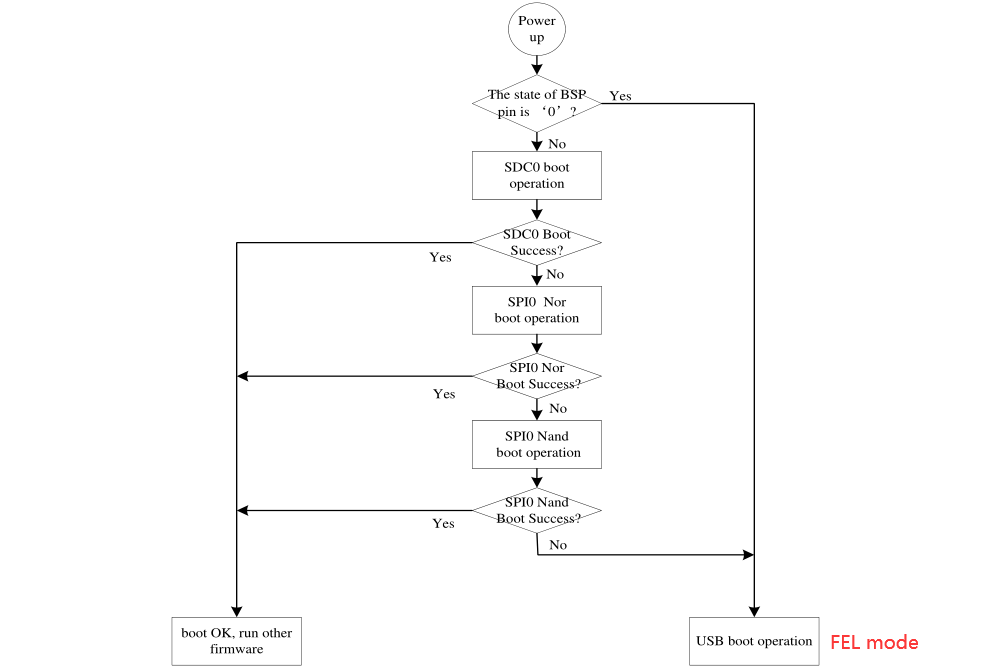 Power
up
The state of BSP
pin is ‘0’ ?
Yes
No
SDC0 boot
operation
SDC0 Boot
Success?
Yes
No
SPI0 Nor
boot operation
SPI0 Nor
Boot Success?
Yes
No
SPI0 Nand
boot operation
SPI0 Nand
Boot Success?
Yes
No
boot OK, run other
firmware
USB boot operation
FEL mode